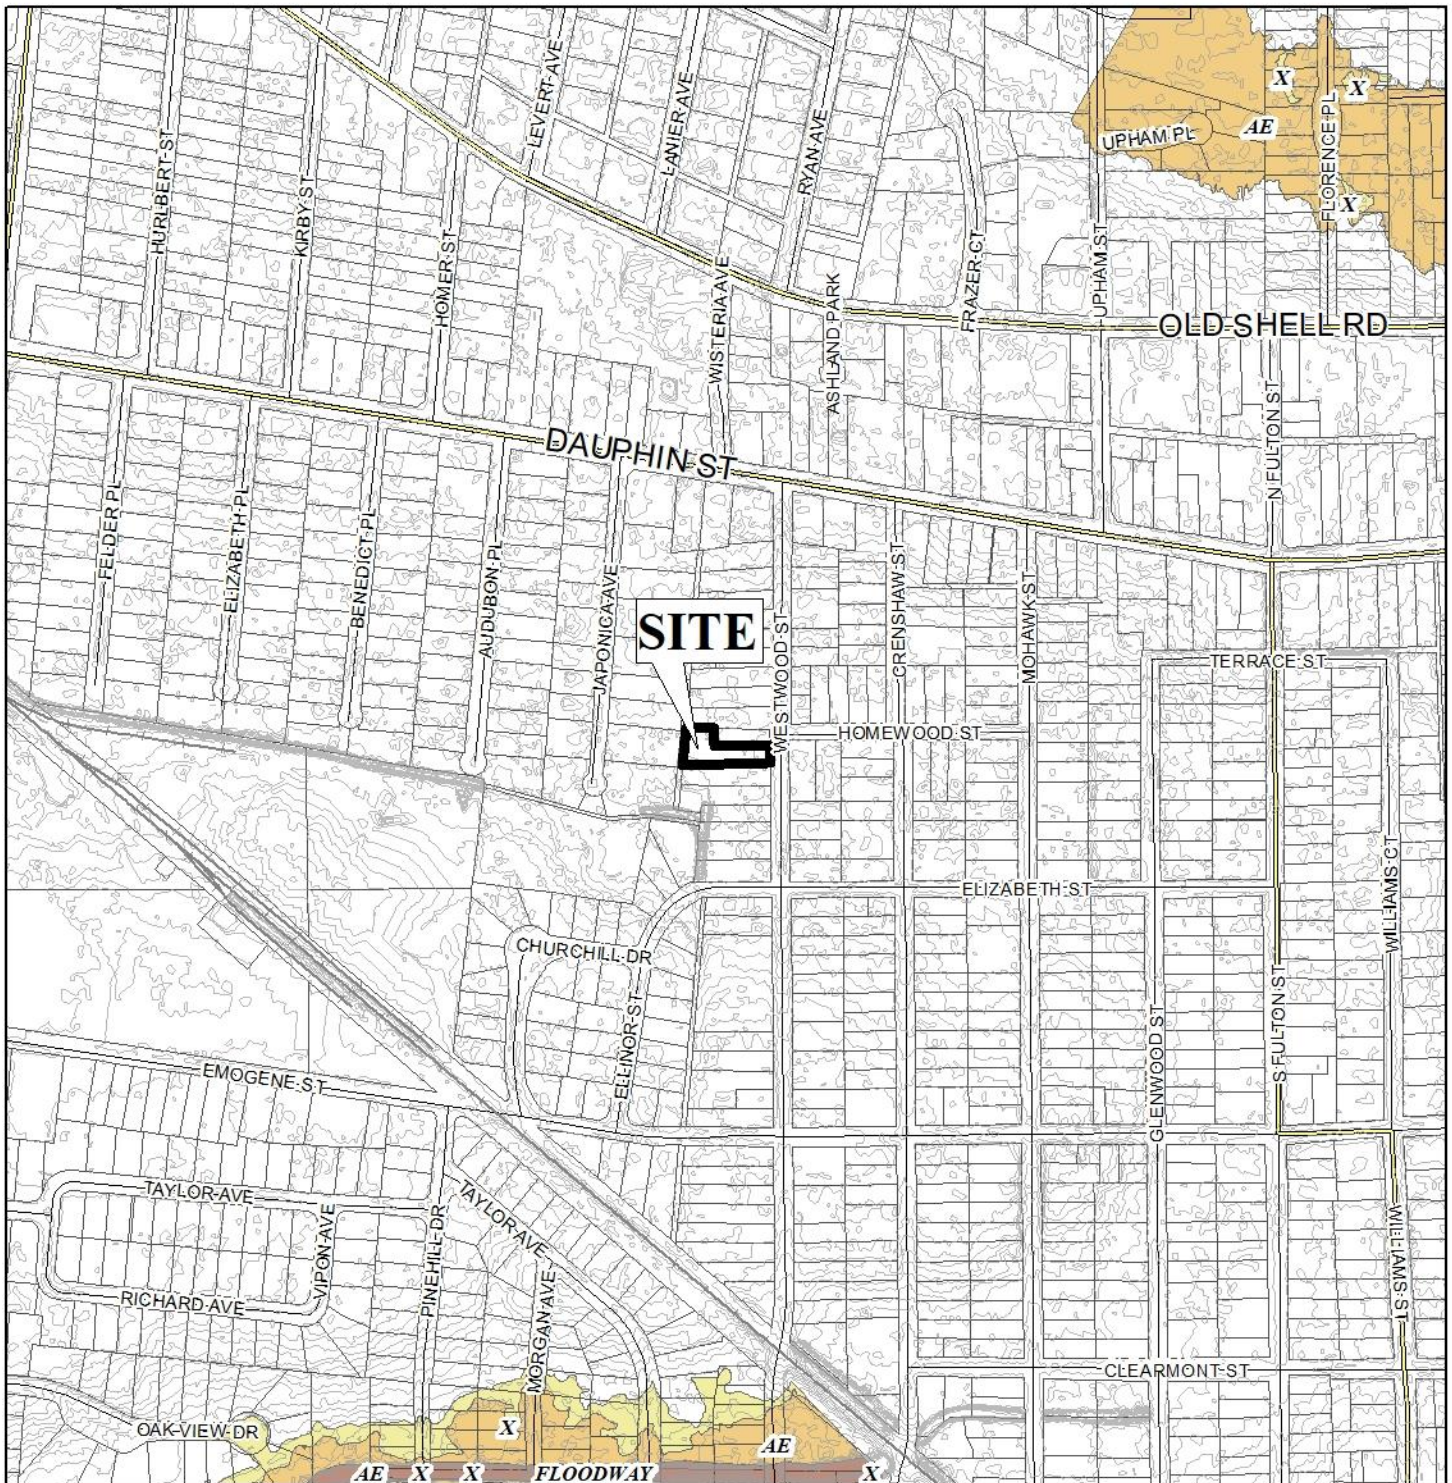 LEVERT AVE
LANIER AVE
RYAN AVE
X
X
AE
UPHAM PL
FLORENCE PL
X
HURLBERT ST
KIRBY ST
HOMER ST
WISTERIA AVE
ASHLAND PARK
FRAZER CT
UPHAM ST
OLD SHELL RD
N FULTON ST
DAUPHIN ST
FELDER PL
ELIZABETH PL
BENEDICT PL
AUDUBON PL
JAPONICA AVE
SITE
WESTWOOD ST
CRENSHAW ST
MOHAWK ST
TERRACE ST
HOMEWOOD ST
WILLIAMS CT
ELIZABETH ST
CHURCHILL DR
ELLINOR ST
S FULTON ST
GLENWOOD ST
EMOGENE ST
TAYLOR AVE
VIPON AVE
PINEHILL DR
TAYLOR AVE
WILLIAMS ST
RICHARD AVE
MORGAN AVE
CLEARMONT ST
OAK VIEW DR
X
AE
AE
X
X
FLOODWAY
X